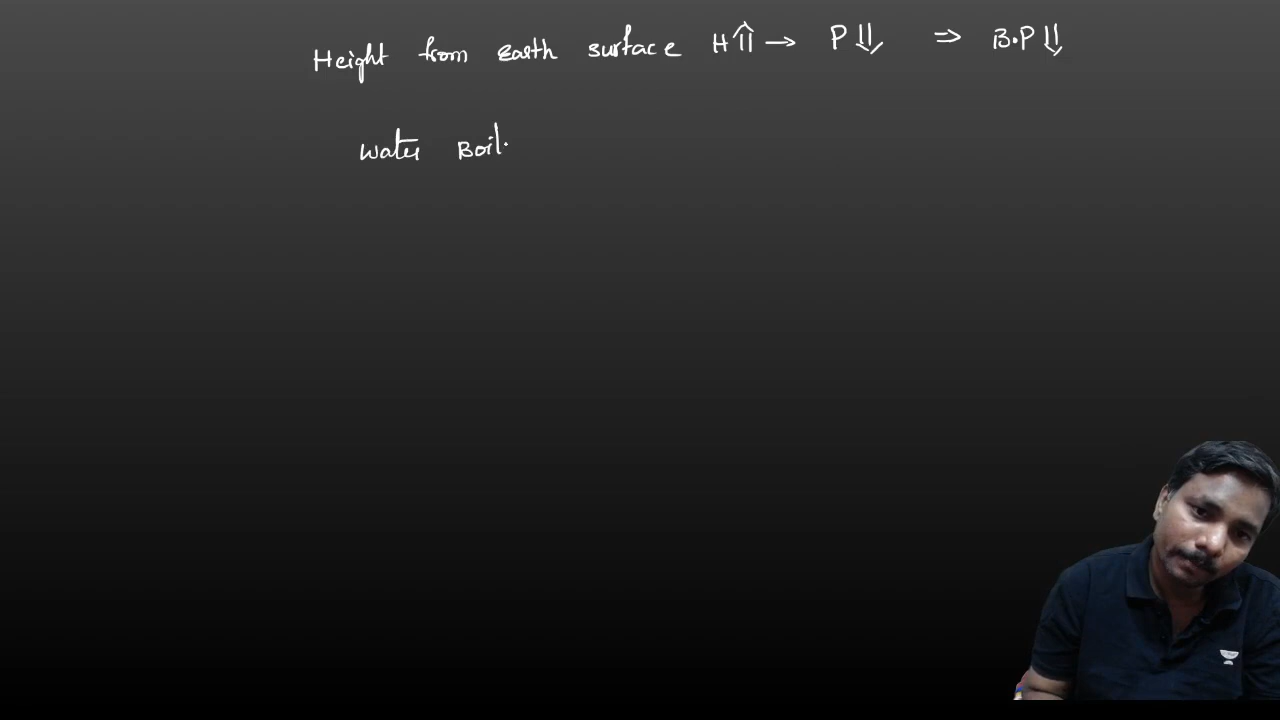 Height from earth surface H⇑ → P⇓ ⇒ B.P⇓
Water Boil.